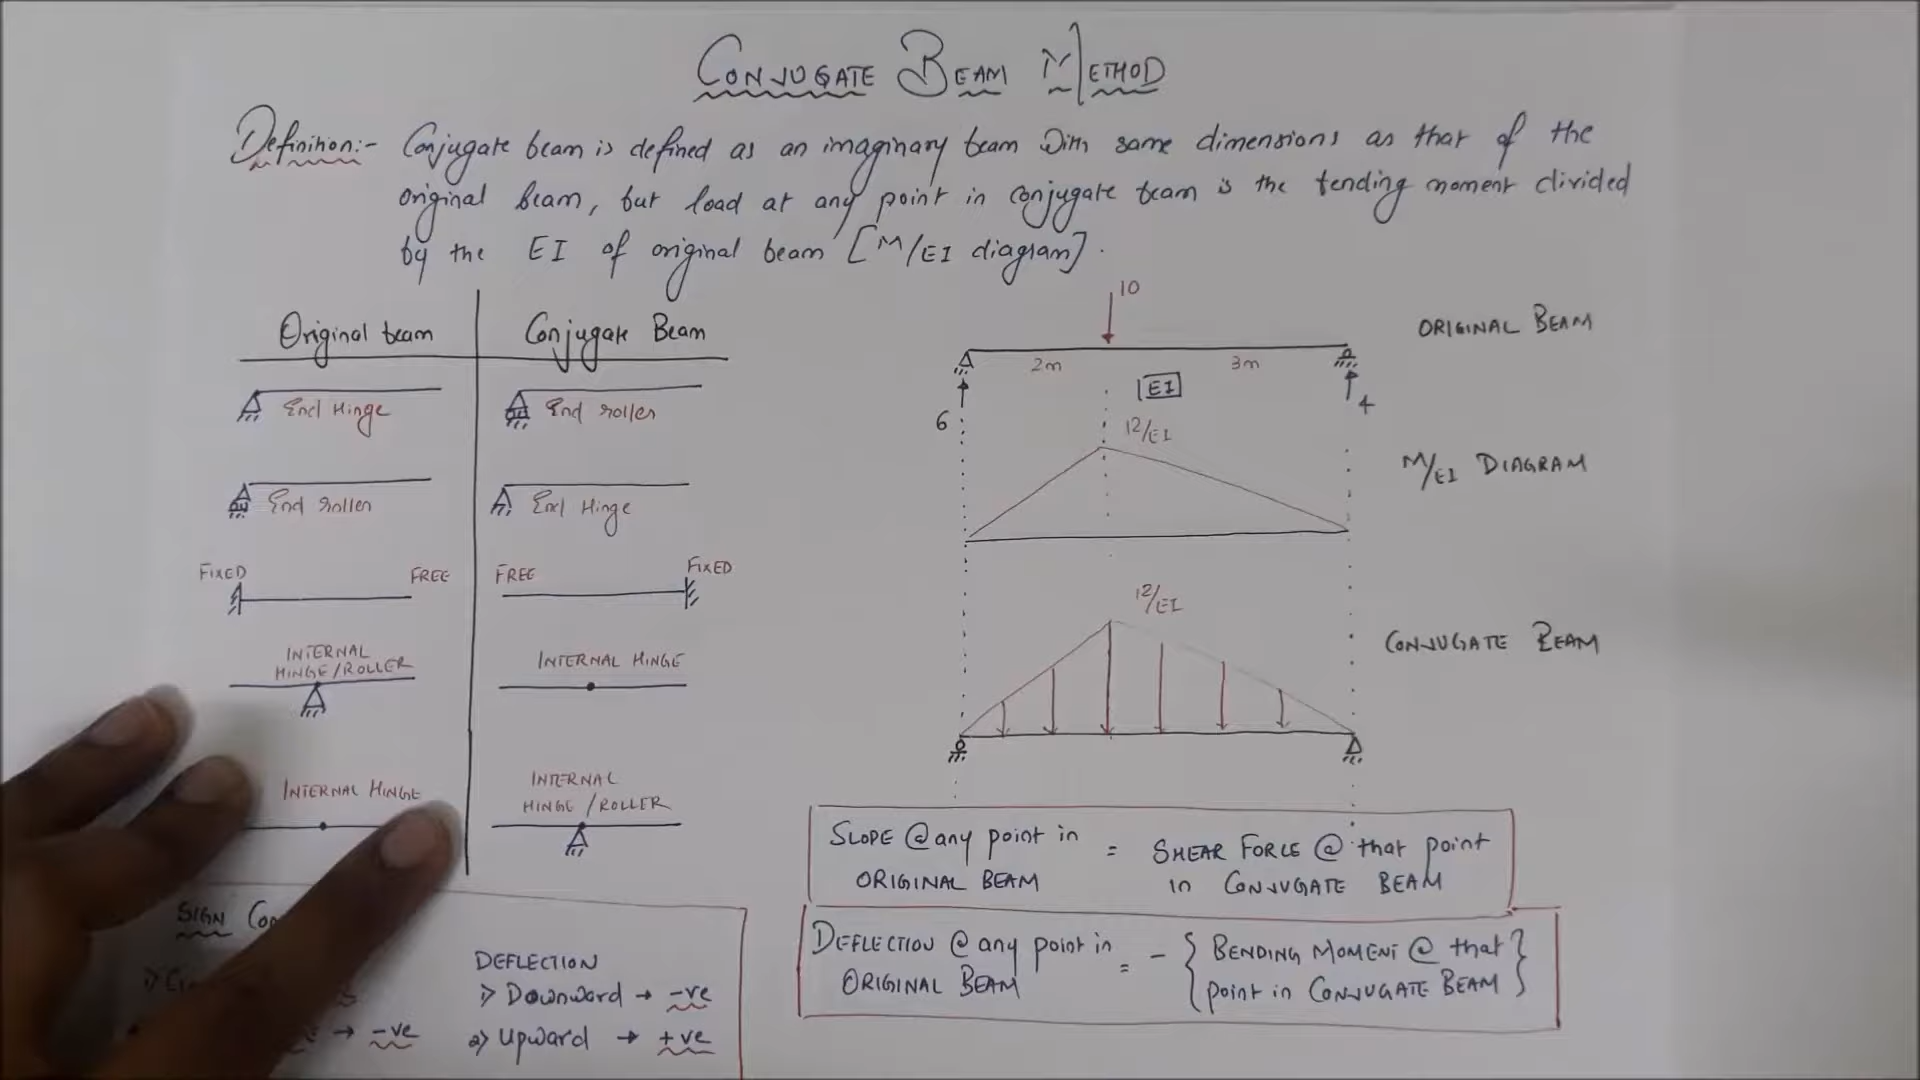 CONJUGATE BEAM METHOD
Definition:- Conjugate beam is defined as an imaginary beam with same dimensions as that of the
original beam, but load at any point in conjugate beam is the bending moment divided
by the EI of original beam [M/EI diagram].
Original beam
Conjugate Beam
End Hinge
End roller
End roller
End Hinge
FIXED
FREE
FREE
FIXED
INTERNAL
HINGE/ROLLER
INTERNAL HINGE
INTERNAL HINGE
INTERNAL
HINGE/ROLLER
10
ORIGINAL BEAM
2m
3m
EI
6
4
12/EI
M/EI DIAGRAM
12/EI
CONJUGATE BEAM
SLOPE @ any point in
ORIGINAL BEAM
=
SHEAR FORCE @ that point
in CONJUGATE BEAM
DEFLECTION @ any point in
ORIGINAL BEAM
= -
{ BENDING MOMENT @ that
point in CONJUGATE BEAM }
SIGN
→ -ve
DEFLECTION
1) Downward → -ve
2) Upward → +ve